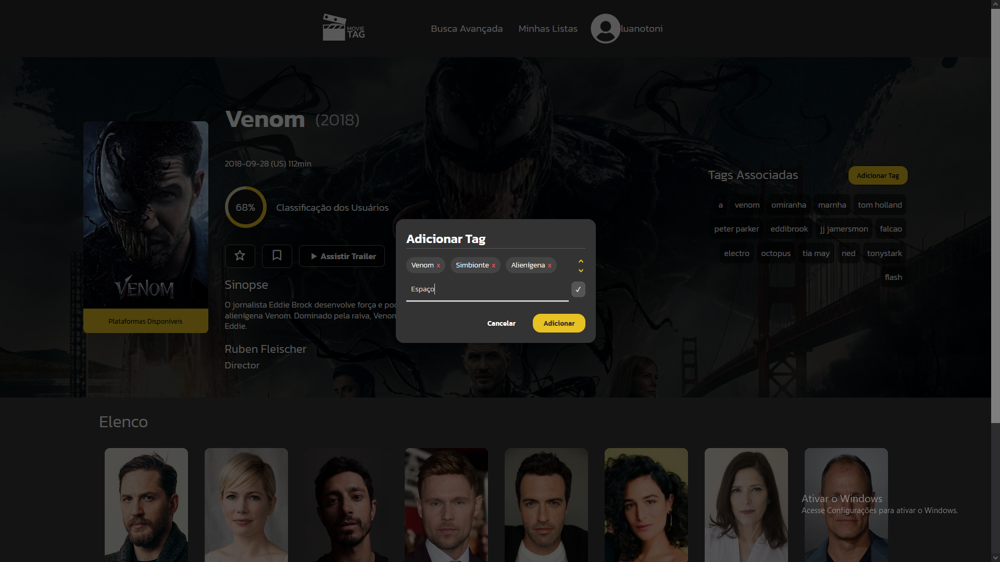 MOVIE
TAG
Busca Avançada
Minhas Listas
luanotoni
Venom (2018)
2018-09-28 (US) 112min
68%
Classificação dos Usuários
Assistir Trailer
Sinopse
O jornalista Eddie Brock desenvolve força e pod
alienígena Venom. Dominado pela raiva, Venom
Eddie.
Ruben Fleischer
Director
VENOM
Plataformas Disponíveis
Tags Associadas
Adicionar Tag
a venom omiranha marnha tom holland
peter parker eddibrook jj jamersmon falcao
electro octopus tia may ned tonystark
flash
Adicionar Tag
Venom x Simbionte x Alienígena x
Espaço
Cancelar
Adicionar
Elenco
Ativar o Windows
Acesse Configurações para ativar o Windows.